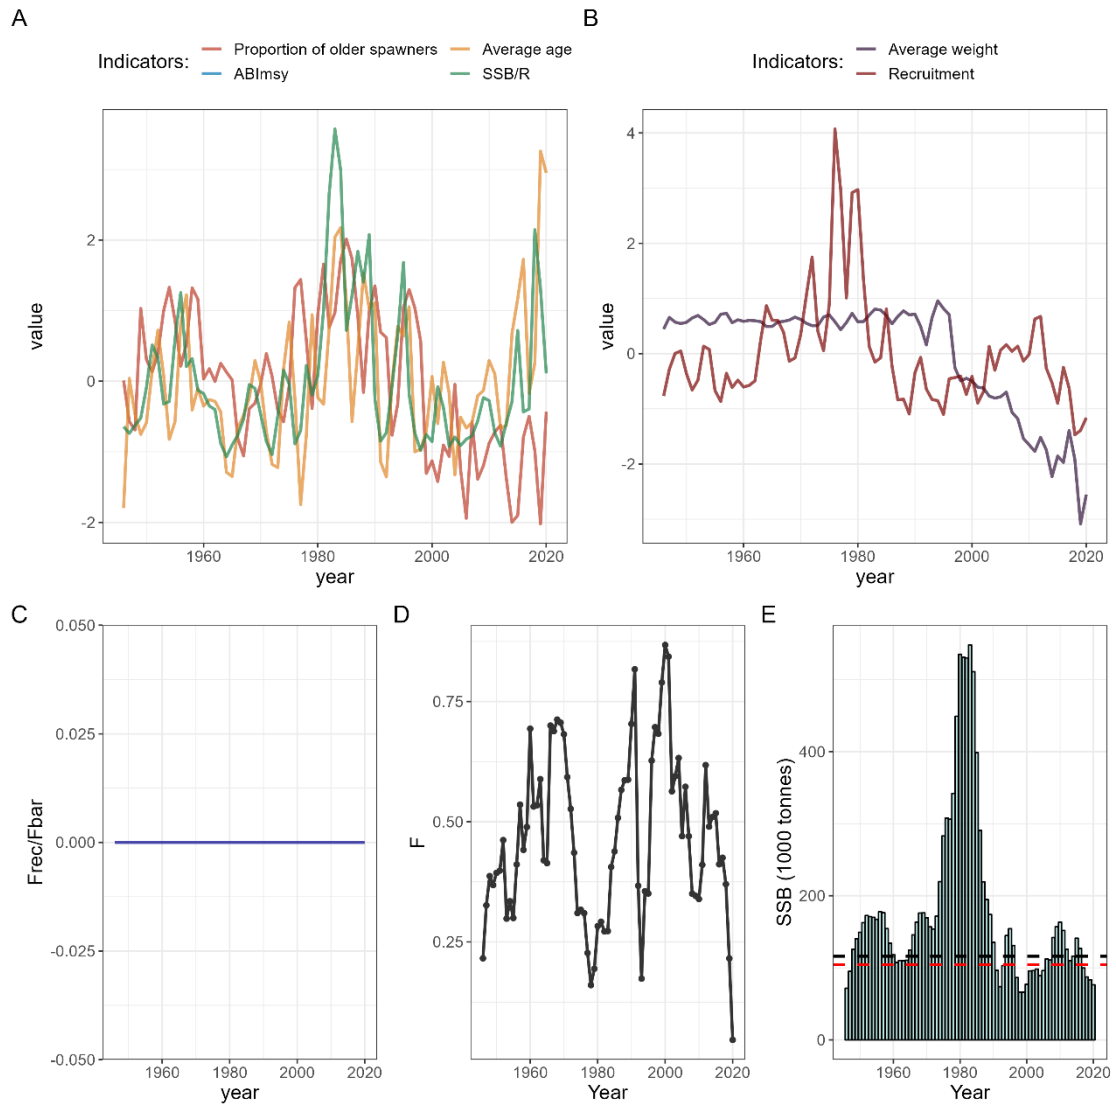 A
Indicators:
Proportion of older spawners
Average age
ABImsy
SSB/R
value
2
0
-2
1960
1980
2000
2020
year
B
Indicators:
Average weight
Recruitment
value
4
2
0
-2
1960
1980
2000
2020
year
C
Frec/Fbar
0.050
0.025
0.000
-0.025
-0.050
1960
1980
2000
2020
year
D
F
0.75
0.50
0.25
1960
1980
2000
2020
Year
E
SSB (1000 tonnes)
400
200
0
1960
1980
2000
2020
Year